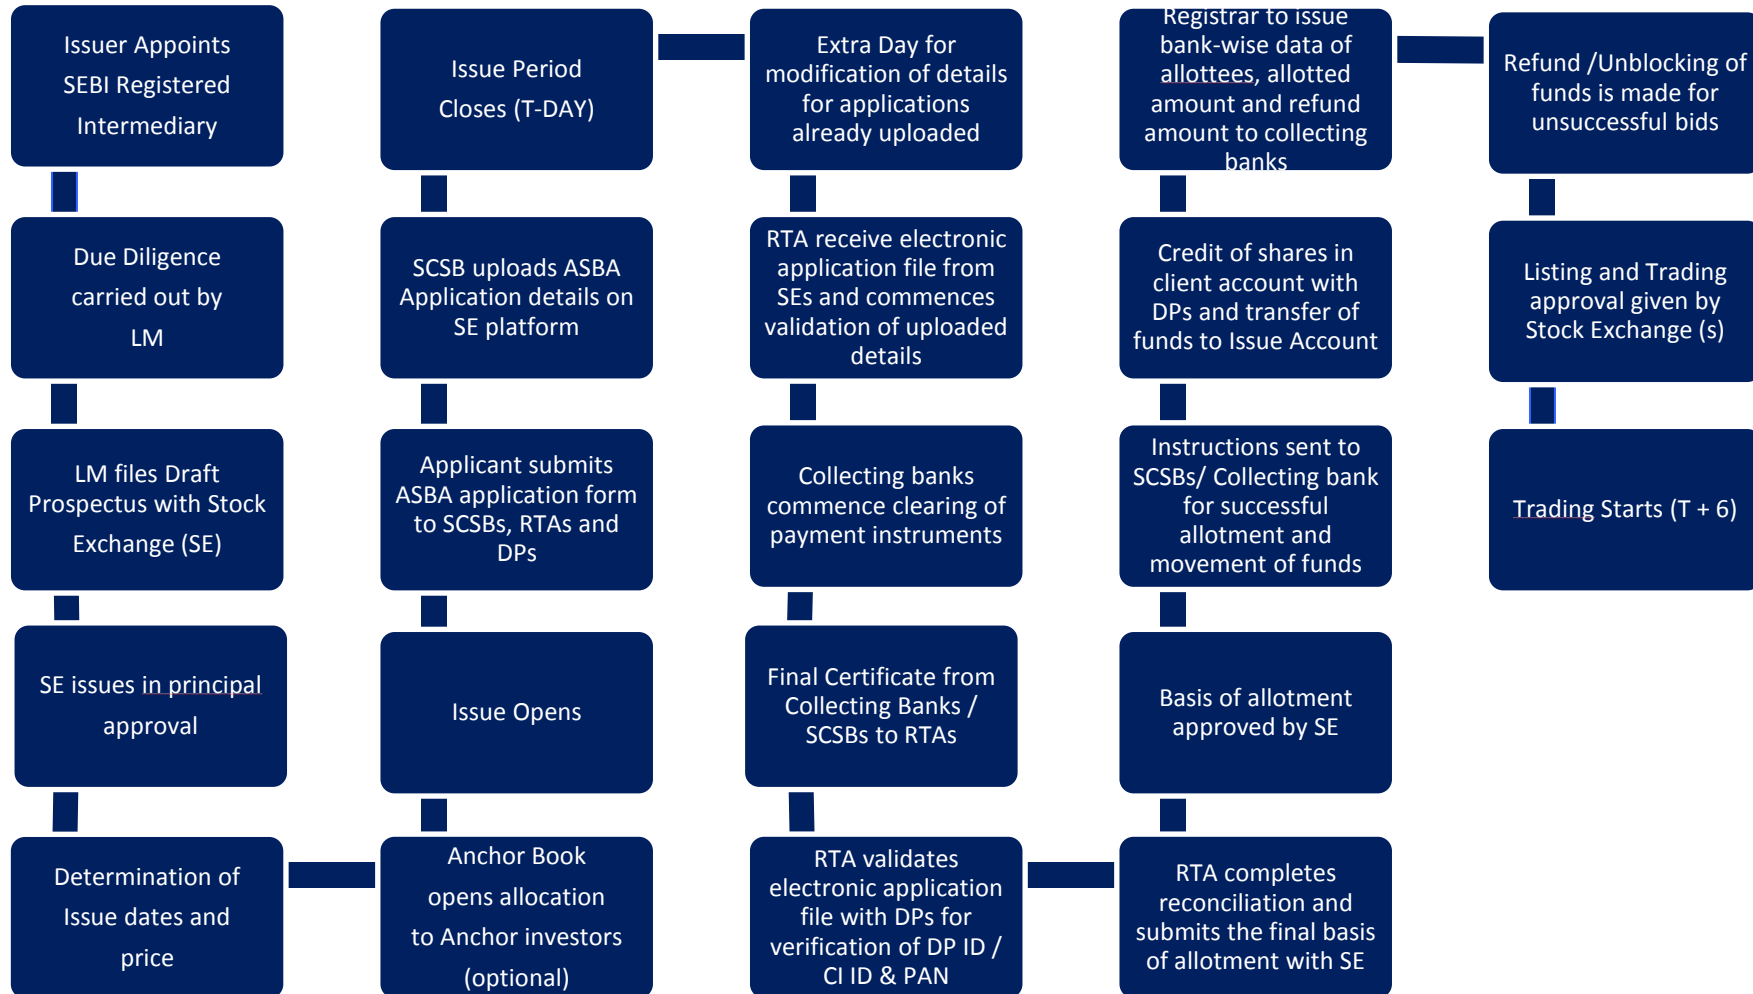 Issuer Appoints
SEBI Registered
Intermediary
Due Diligence
carried out by
LM
LM files Draft
Prospectus with Stock
Exchange (SE)
SE issues in principal
approval
Determination of
Issue dates and
price
Anchor Book
opens allocation
to Anchor investors
(optional)
Issue Opens
Applicant submits
ASBA application form
to SCSBs, RTAs and
DPs
SCSB uploads ASBA
Application details on
SE platform
Issue Period
Closes (T-DAY)
Extra Day for
modification of details
for applications
already uploaded
RTA receive electronic
application file from
SEs and commences
validation of uploaded
details
Collecting banks
commence clearing of
payment instruments
Final Certificate from
Collecting Banks /
SCSBs to RTAs
RTA validates
electronic application
file with DPs for
verification of DP ID /
CI ID & PAN
RTA completes
reconciliation and
submits the final basis
of allotment with SE
Basis of allotment
approved by SE
Instructions sent to
SCSBs/ Collecting bank
for successful
allotment and
movement of funds
Credit of shares in
client account with
DPs and transfer of
funds to Issue Account
Registrar to issue
bank-wise data of
allottees, allotted
amount and refund
amount to collecting
banks
Refund /Unblocking of
funds is made for
unsuccessful bids
Listing and Trading
approval given by
Stock Exchange (s)
Trading Starts (T + 6)